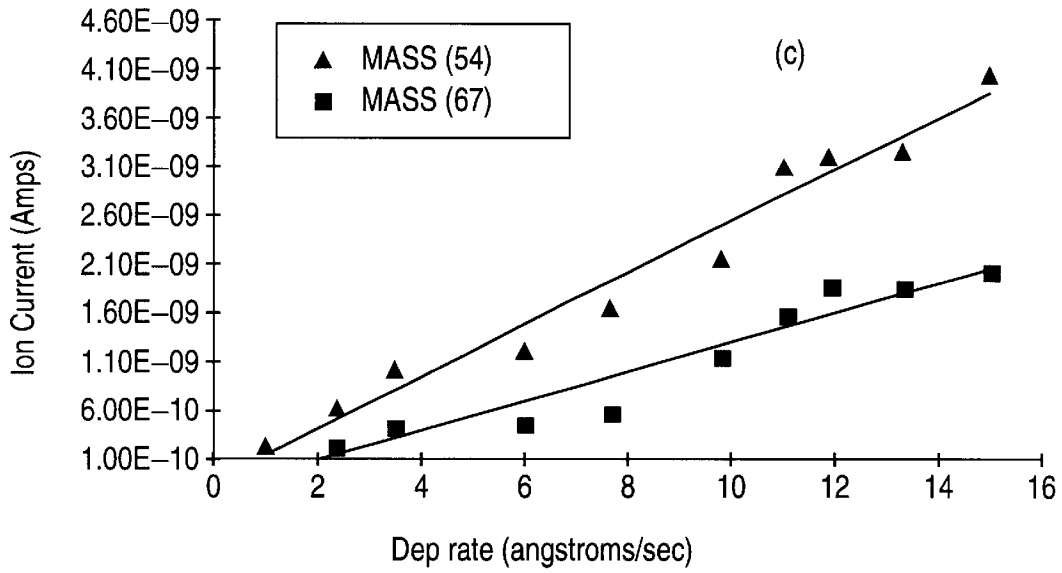 4.60E–09
4.10E–09
3.60E–09
3.10E–09
2.60E–09
2.10E–09
1.60E–09
1.10E–09
6.00E–10
1.00E–10
Ion Current (Amps)
MASS (54)
MASS (67)
(c)
0 2 4 6 8 10 12 14 16
Dep rate (angstroms/sec)